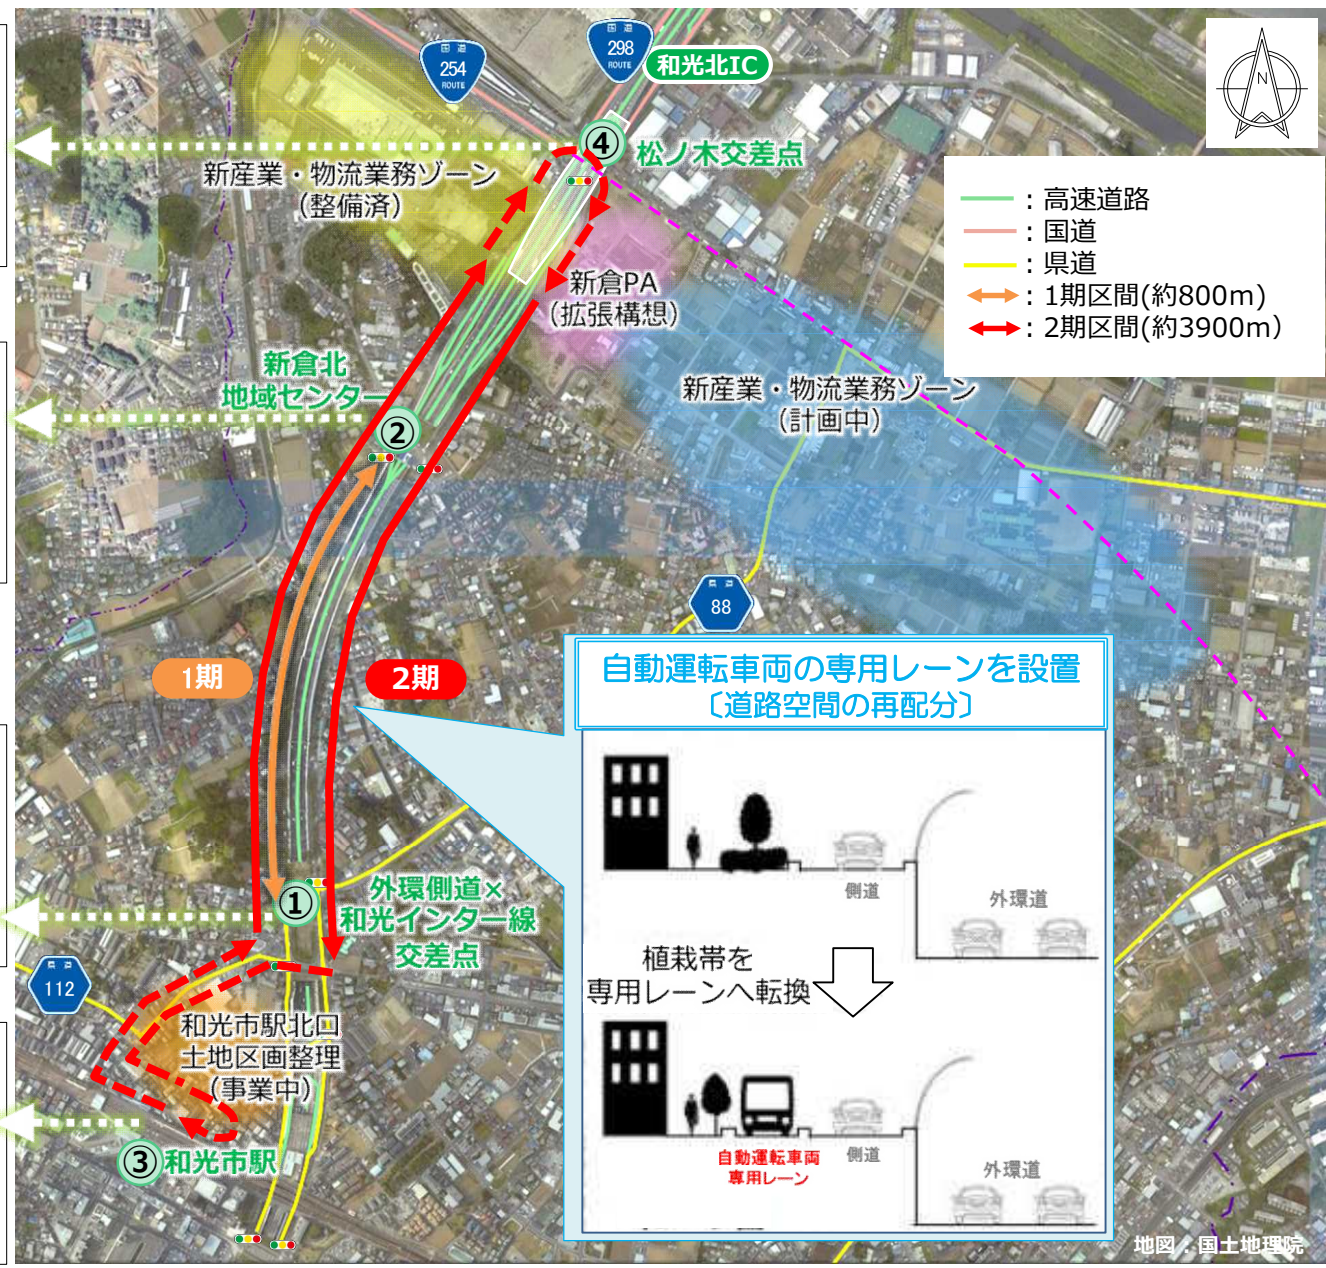 国道
254
ROUTE
国道
298
ROUTE
和光北IC
N
④
松ノ木交差点
新産業・物流業務ゾーン
(整備済)
：高速道路
：国道
：県道
：1期区間(約800m)
：2期区間(約3900m)
新倉PA
(拡張構想)
新倉北
地域センター
②
新産業・物流業務ゾーン
(計画中)
県道
88
1期
2期
自動運転車両の専用レーンを設置
〔道路空間の再配分〕
側道
外環道
植栽帯を
専用レーンへ転換
自動運転車両
専用レーン
側道
外環道
①
外環側道×
和光インター線
交差点
県道
112
和光市駅北口
土地区画整理
(事業中)
③
和光市駅
地図：国土地理院